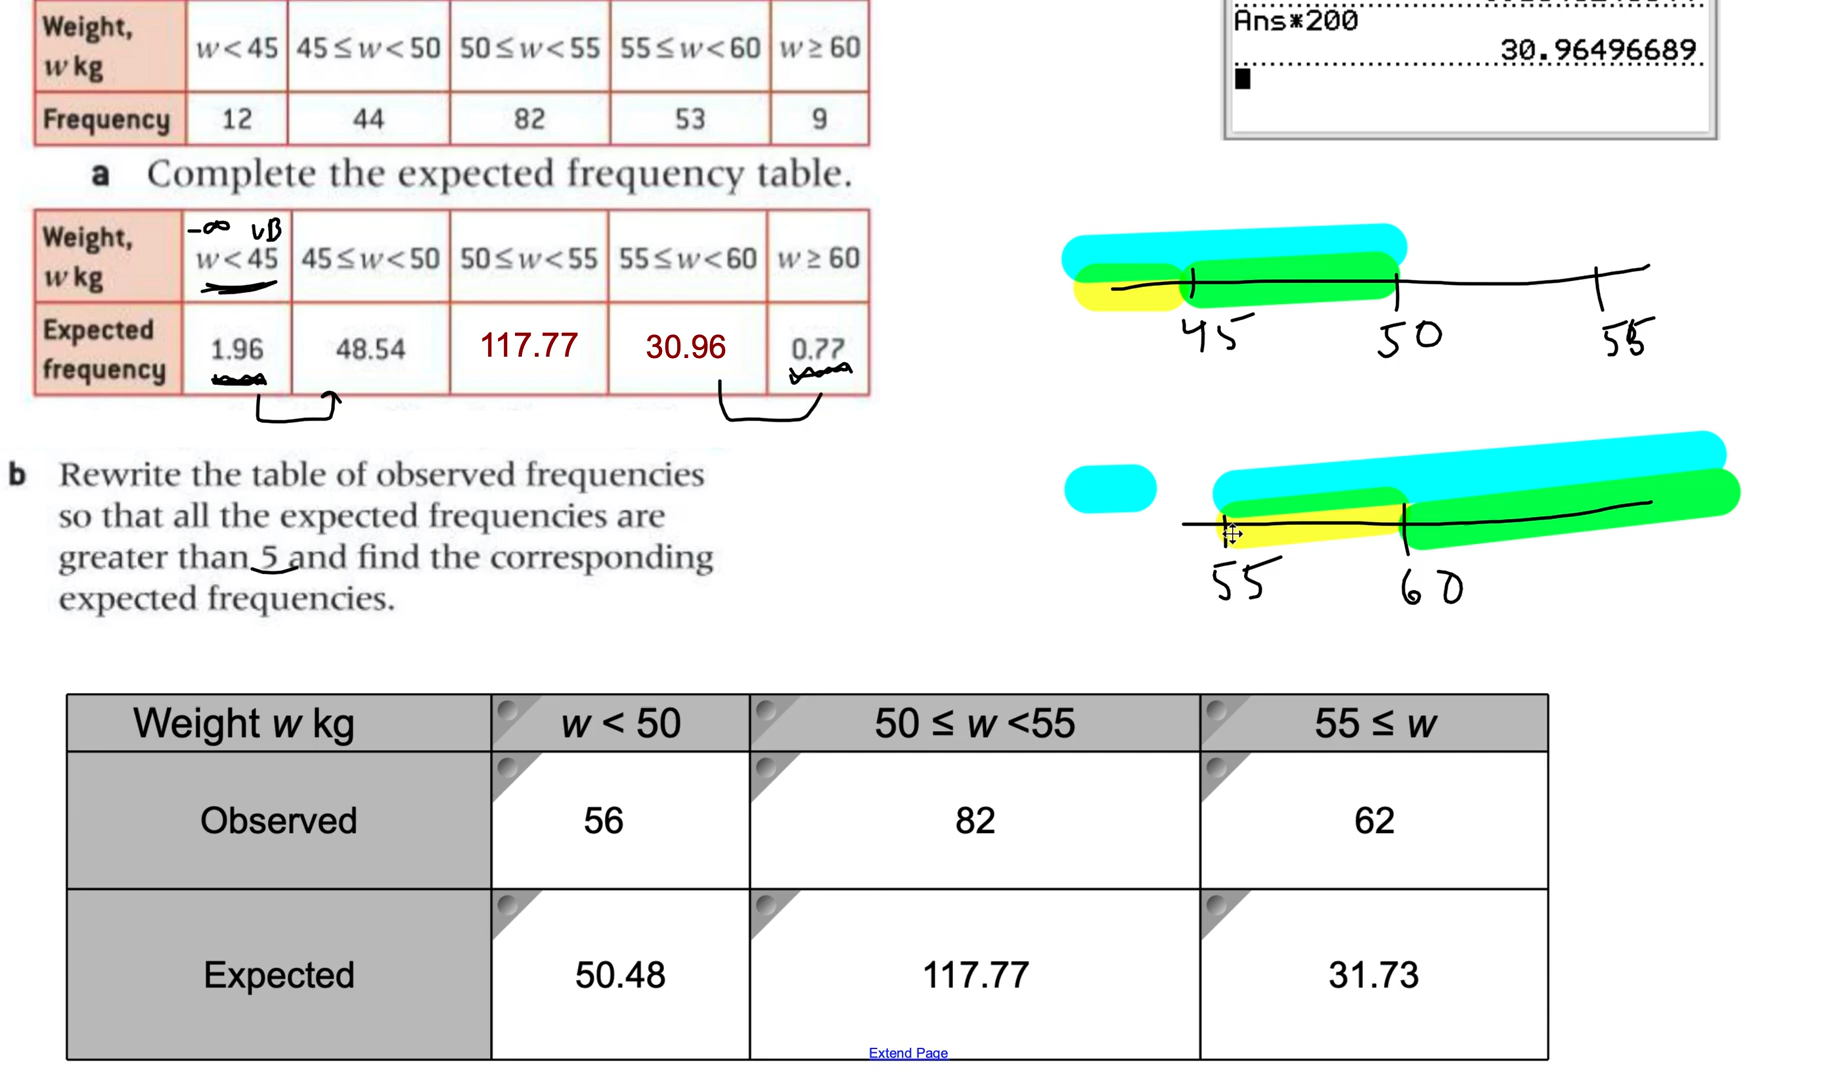 Weight, w kg w < 45 45 ≤ w < 50 50 ≤ w < 55 55 ≤ w < 60 w ≥ 60
Frequency 12 44 82 53 9
a Complete the expected frequency table.
-∞ UB
Weight, w kg w < 45 45 ≤ w < 50 50 ≤ w < 55 55 ≤ w < 60 w ≥ 60
Expected frequency 1.96 48.54 117.77 30.96 0.77
b Rewrite the table of observed frequencies
so that all the expected frequencies are
greater than 5 and find the corresponding
expected frequencies.
Ans*200
30.96496689
45 50 55
55 60
Weight w kg w < 50 50 ≤ w <55 55 ≤ w
Observed 56 82 62
Expected 50.48 117.77 31.73
Extend Page